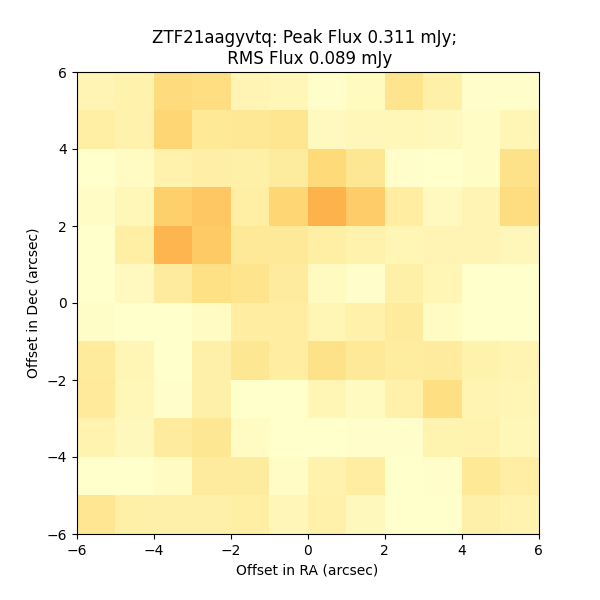 ZTF21aagyvtq: Peak Flux 0.311 mJy;
RMS Flux 0.089 mJy
6
4
2
0
−2
−4
−6
Offset in Dec (arcsec)
−6 −4 −2 0 2 4 6
Offset in RA (arcsec)